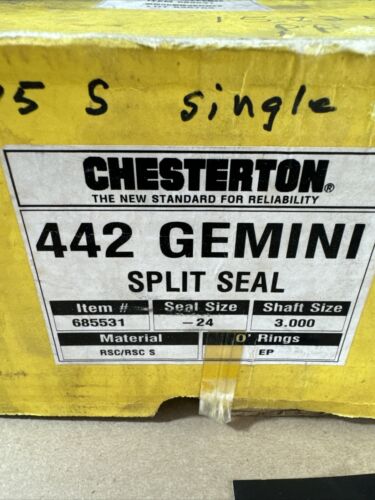 5 S single
CHESTERTON®
THE NEW STANDARD FOR RELIABILITY
442 GEMINI
SPLIT SEAL
Item # Seal Size Shaft Size
685531 -24 3.000
Material 'O' Rings
RSC/RSC S EP